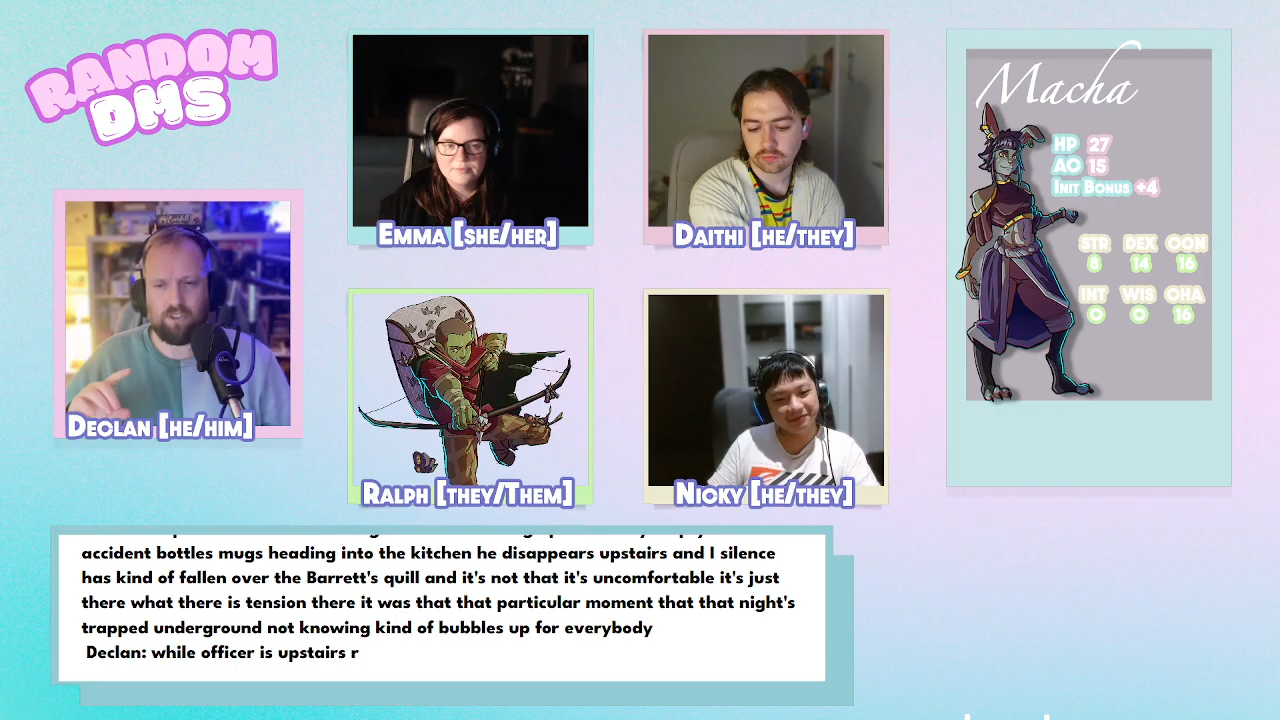 RANDOM
DMS
Emma [she/her]
Daithi [he/they]
Declan [he/him]
Ralph [they/Them]
Nicky [he/they]
Macha
HP 27
AC 15
Init Bonus +4
STR DEX CON
8 14 16
INT WIS CHA
0 0 16
accident bottles mugs heading into the kitchen he disappears upstairs and I silence
has kind of fallen over the Barrett's quill and it's not that it's uncomfortable it's just
there what there is tension there it was that that particular moment that that night's
trapped underground not knowing kind of bubbles up for everybody
Declan: while officer is upstairs r